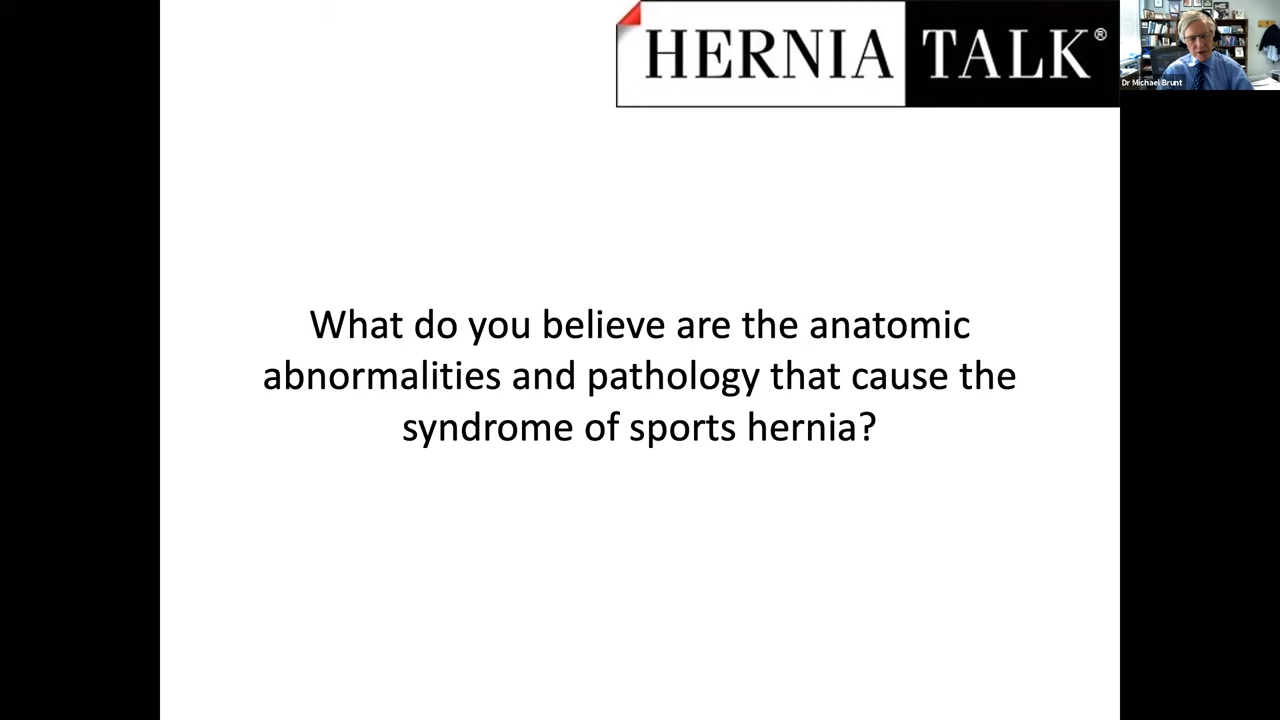 HERNIA TALK®
Dr Michael Brunt
What do you believe are the anatomic
abnormalities and pathology that cause the
syndrome of sports hernia?